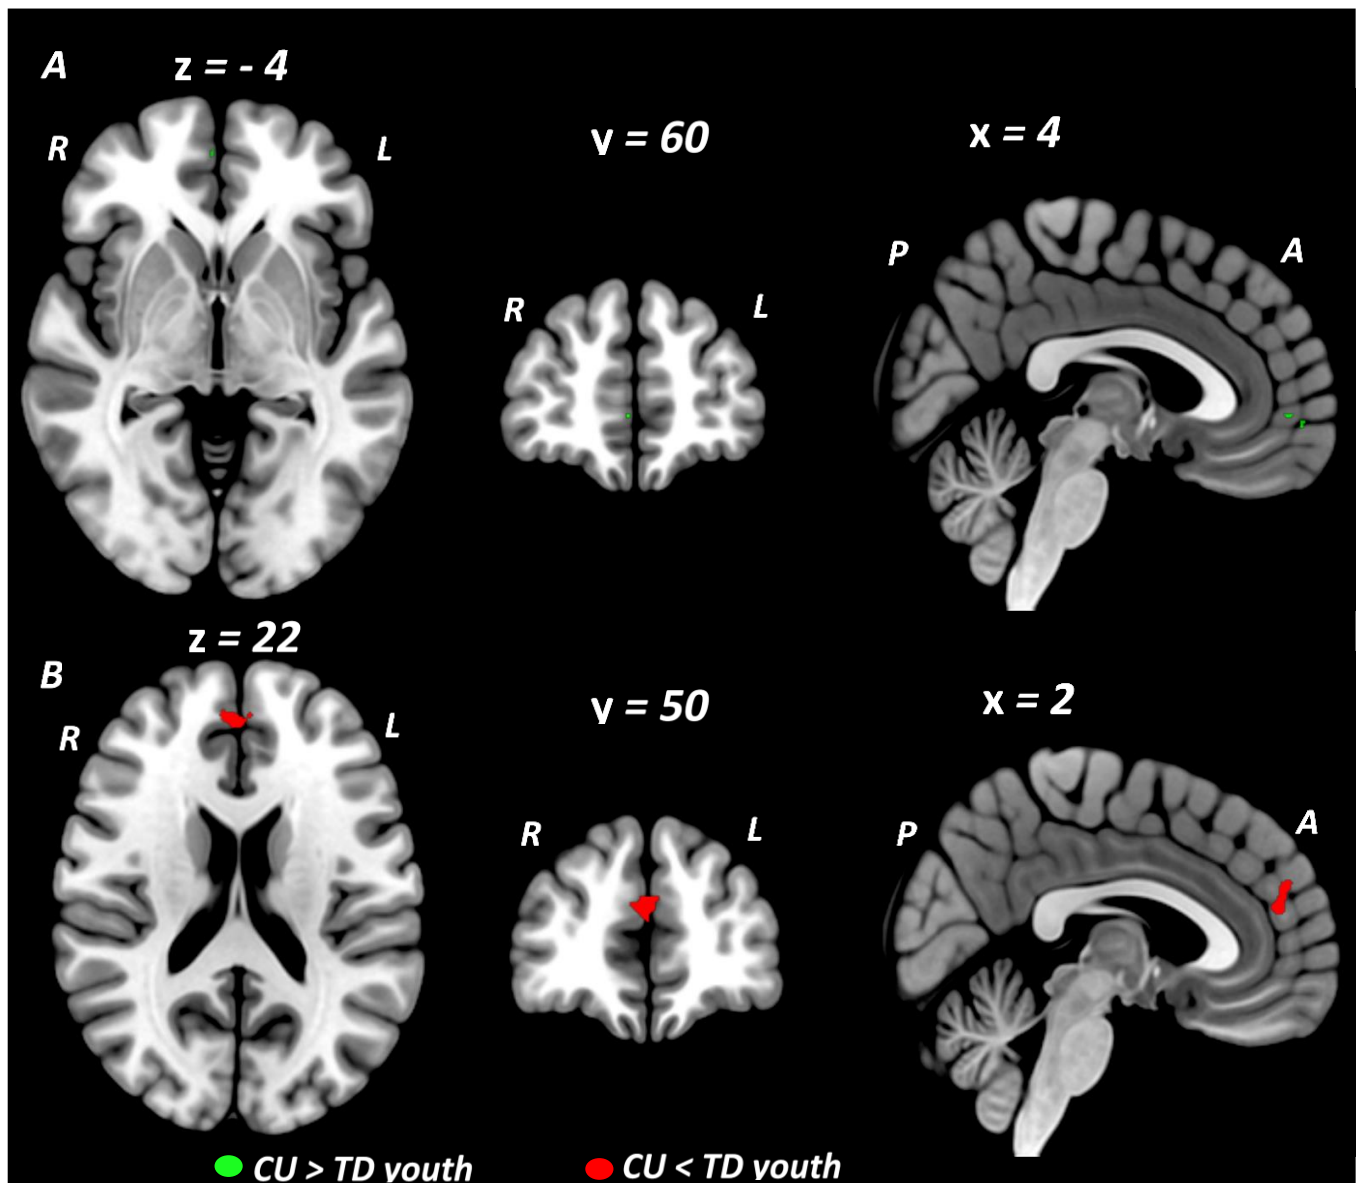 A
z = - 4
R
L
v = 60
R
L
x = 4
P
A
B
z = 22
R
L
v = 50
R
L
x = 2
P
A
CU > TD youth
CU < TD youth